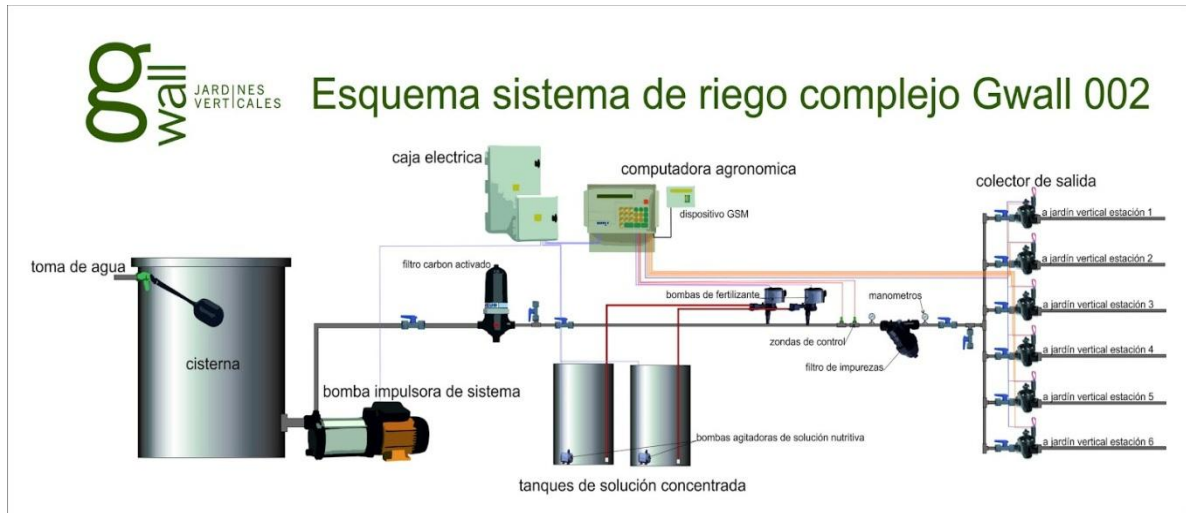 g
wall
JARDINES
VERTICALES
Esquema sistema de riego complejo Gwall 002
caja electrica
computadora agronomica
colector de salida
dispositivo GSM
a jardín vertical estación 1
toma de agua
filtro carbon activado
a jardín vertical estación 2
bombas de fertilizante
manometros
a jardín vertical estación 3
cisterna
zondas de control
a jardín vertical estación 4
filtro de impurezas
bomba impulsora de sistema
a jardín vertical estación 5
bombas agitadoras de solución nutritiva
a jardín vertical estación 6
tanques de solución concentrada